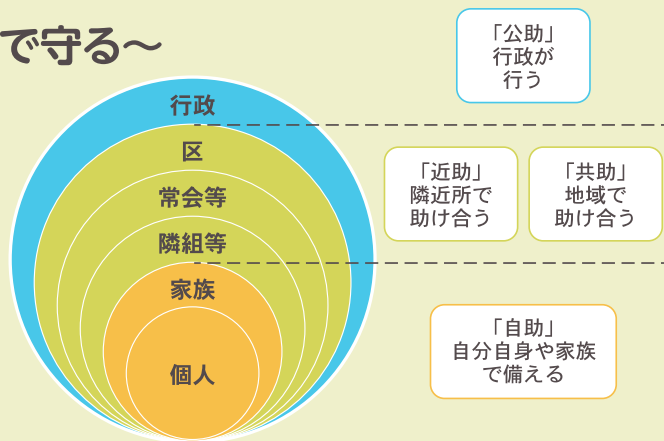 で守る〜
「公助」
行政が
行う
行政
区
常会等
隣組等
家族
個人
「近助」
隣近所で
助け合う
「共助」
地域で
助け合う
「自助」
自分自身や家族
で備える